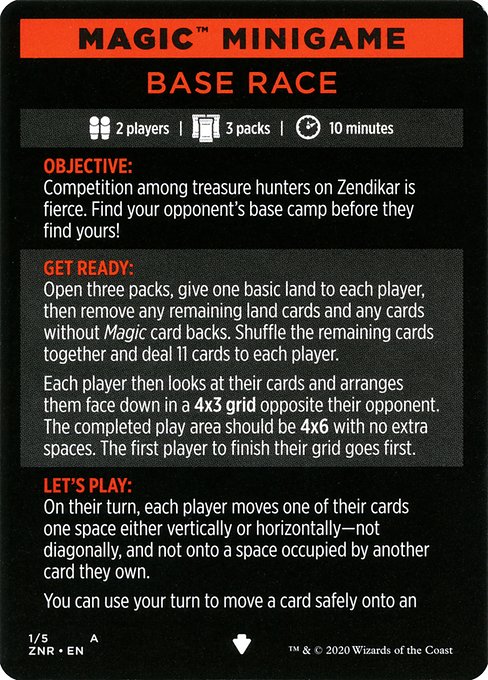 MAGIC™ MINIGAME
BASE RACE
2 players | 3 packs | 10 minutes
OBJECTIVE:
Competition among treasure hunters on Zendikar is
fierce. Find your opponent's base camp before they
find yours!
GET READY:
Open three packs, give one basic land to each player,
then remove any remaining land cards and any cards
without Magic card backs. Shuffle the remaining cards
together and deal 11 cards to each player.
Each player then looks at their cards and arranges
them face down in a 4x3 grid opposite their opponent.
The completed play area should be 4x6 with no extra
spaces. The first player to finish their grid goes first.
LET'S PLAY:
On their turn, each player moves one of their cards
one space either vertically or horizontally—not
diagonally, and not onto a space occupied by another
card they own.
You can use your turn to move a card safely onto an
1/5 A
ZNR • EN ™ & © 2020 Wizards of the Coast